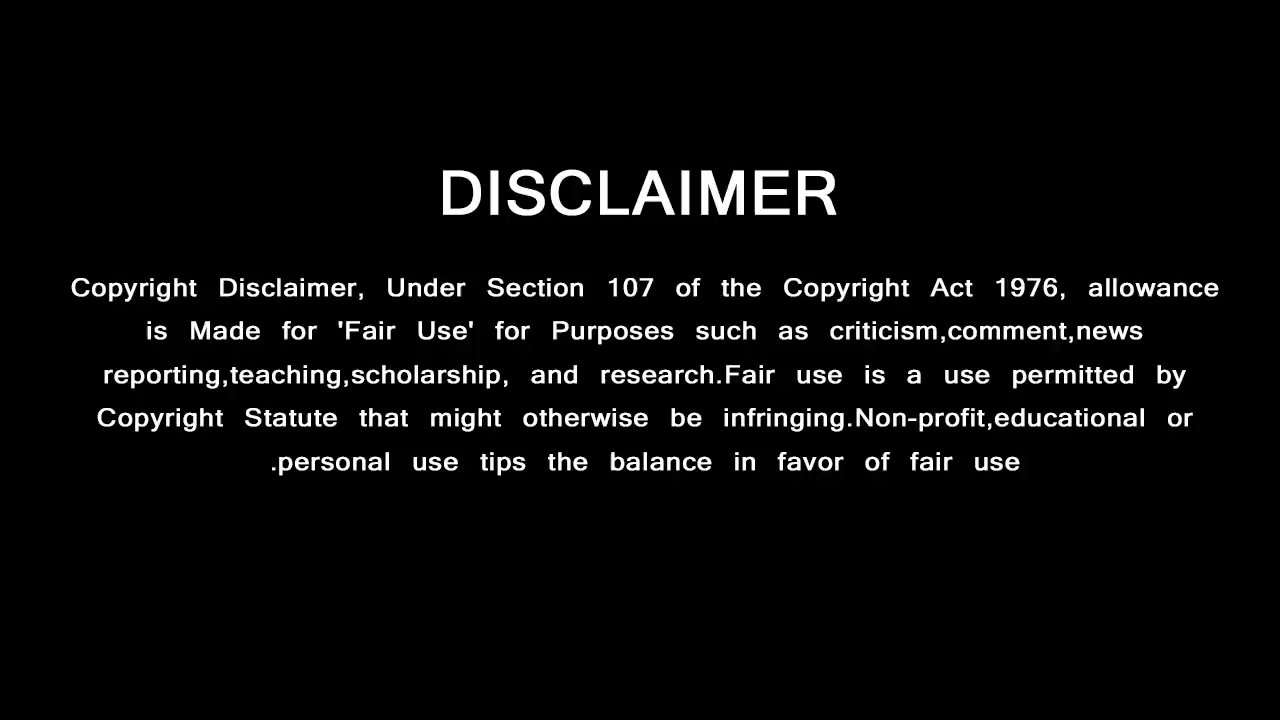 DISCLAIMER
Copyright Disclaimer, Under Section 107 of the Copyright Act 1976, allowance
is Made for 'Fair Use' for Purposes such as criticism,comment,news
reporting,teaching,scholarship, and research.Fair use is a use permitted by
Copyright Statute that might otherwise be infringing.Non-profit,educational or
.personal use tips the balance in favor of fair use